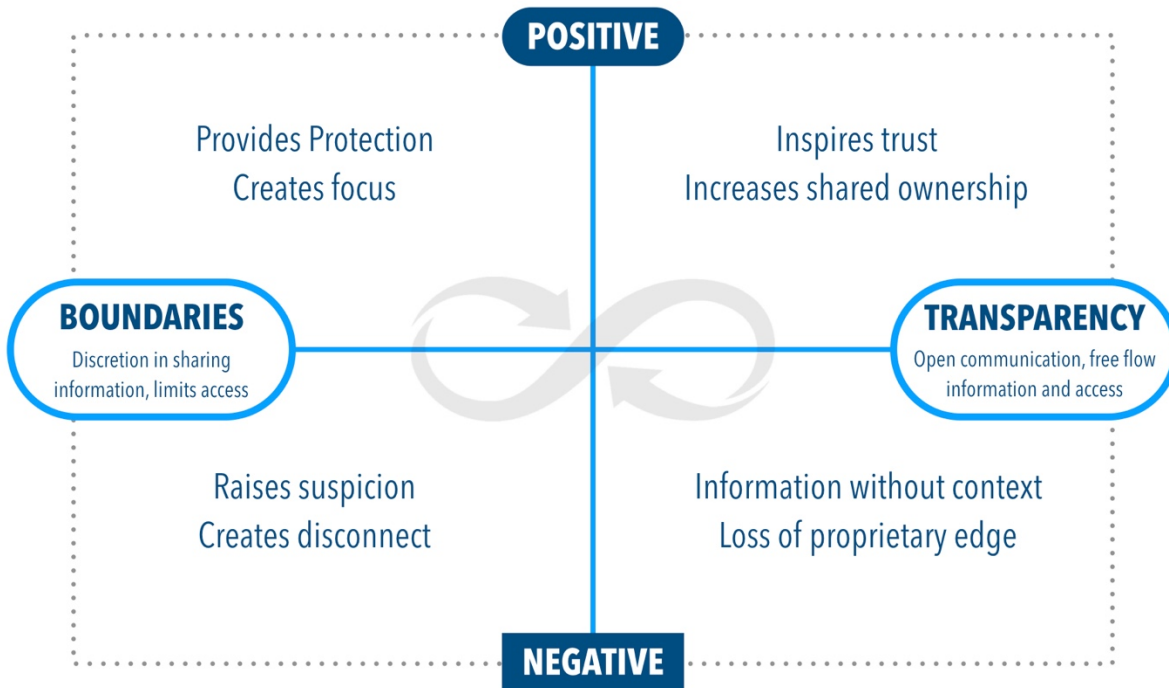 POSITIVE
Provides Protection
Creates focus
Inspires trust
Increases shared ownership
BOUNDARIES
Discretion in sharing
information, limits access
TRANSPARENCY
Open communication, free flow
information and access
Raises suspicion
Creates disconnect
Information without context
Loss of proprietary edge
NEGATIVE